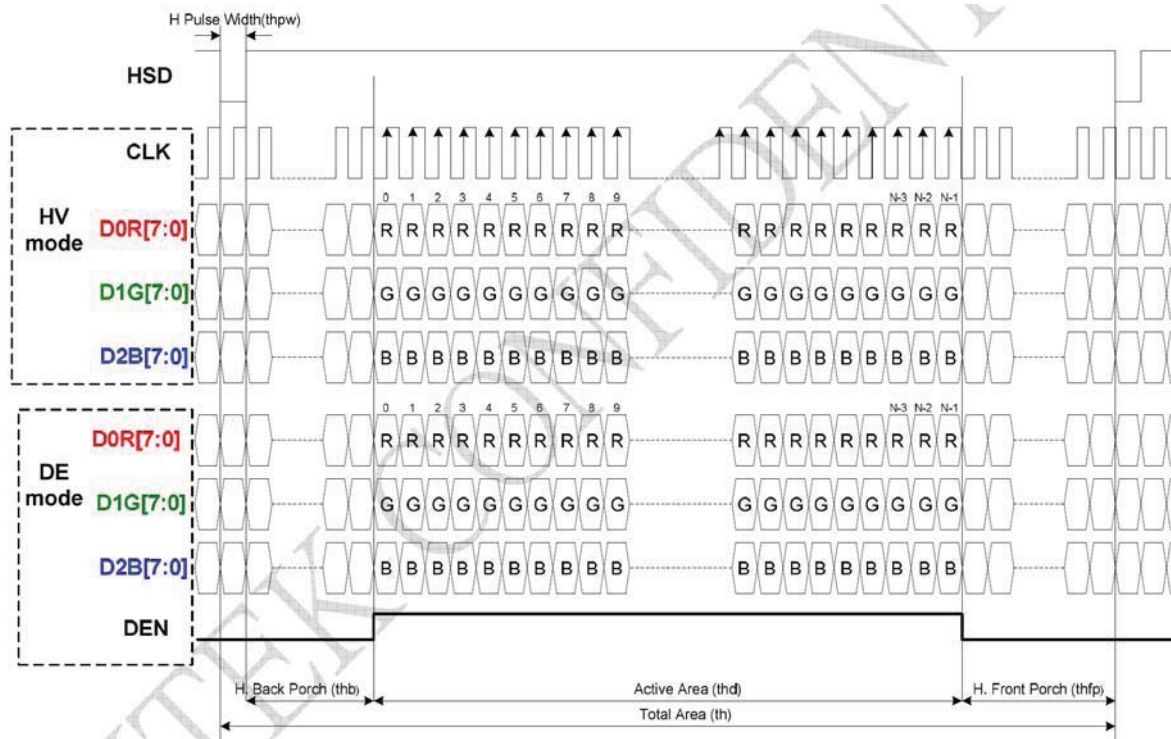 H Pulse Width(thpw)
HSD
CLK
HV mode
0 1 2 3 4 5 6 7 8 9 N-3 N-2 N-1
D0R[7:0] R R R R R R R R R R R R R R R R R R R
D1G[7:0] G G G G G G G G G G G G G G G G G G G
D2B[7:0] B B B B B B B B B B B B B B B B B B B
DE mode
0 1 2 3 4 5 6 7 8 9 N-3 N-2 N-1
D0R[7:0] R R R R R R R R R R R R R R R R R R R
D1G[7:0] G G G G G G G G G G G G G G G G G G G
D2B[7:0] B B B B B B B B B B B B B B B B B B B
DEN
H. Back Porch (thb) Active Area (thd) H. Front Porch (thfp)
Total Area (th)